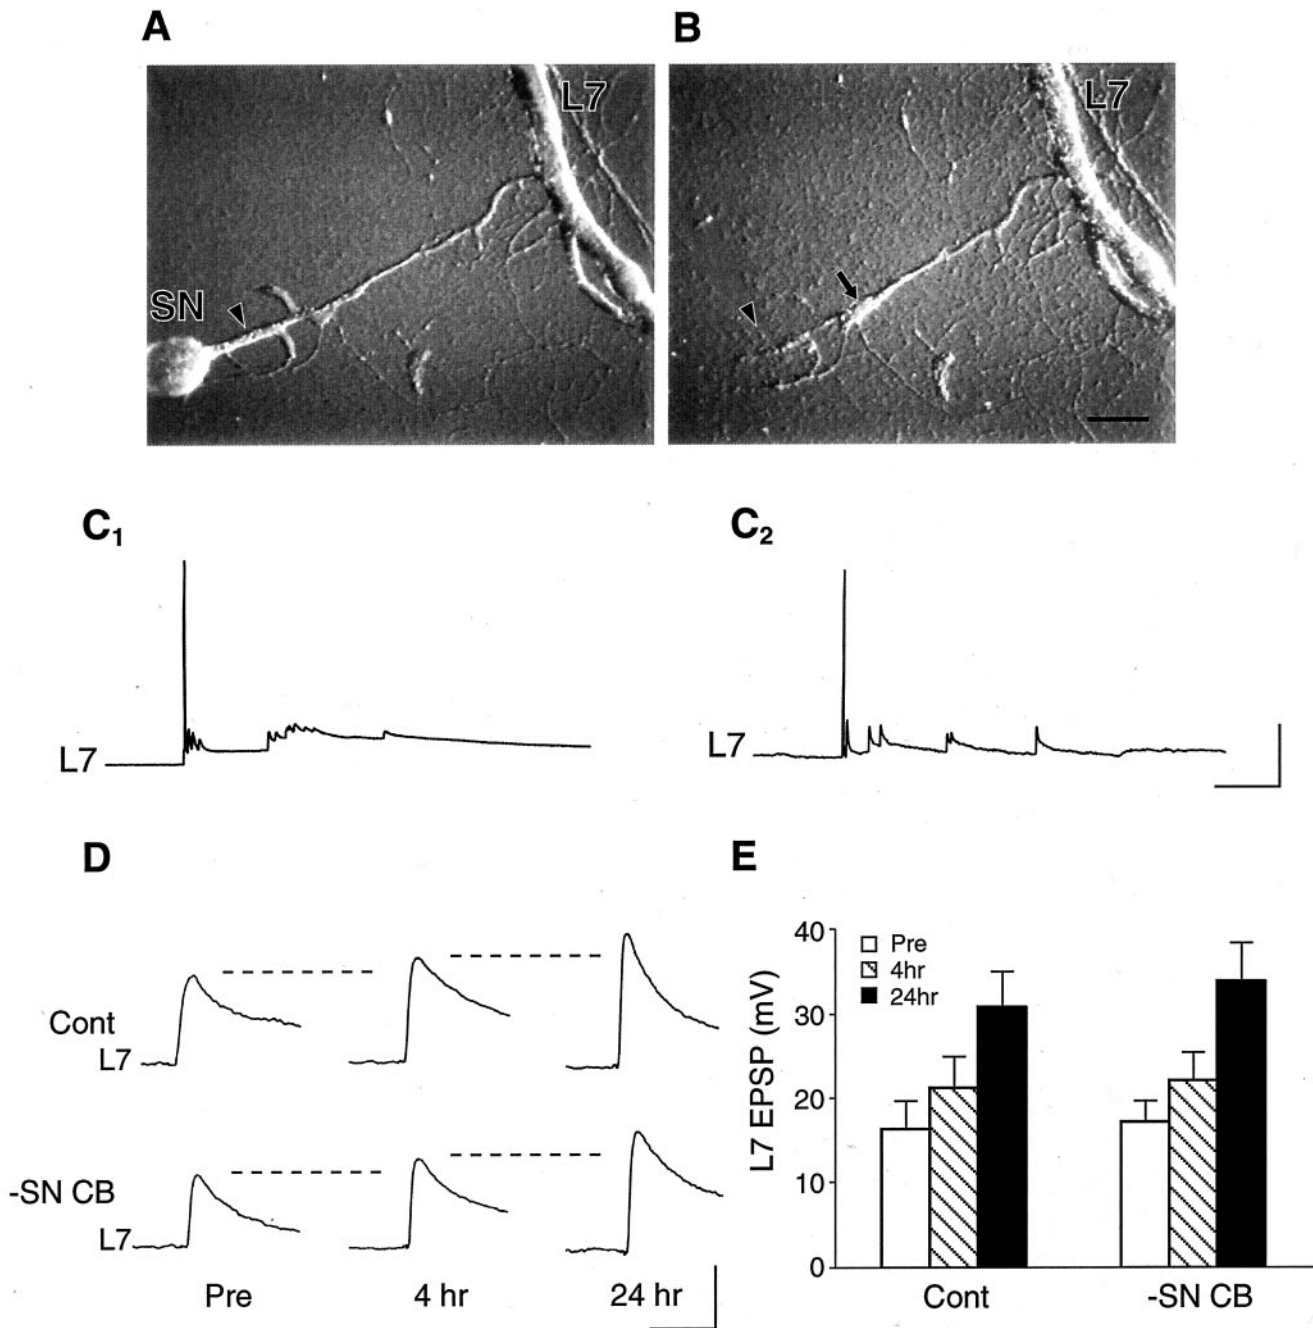 A
B
L7
SN
L7
C1
C2
L7
L7
D
E
Cont
L7
-SN CB
L7
Pre
4 hr
24 hr
L7 EPSP (mV)
40
30
20
10
0
Pre
4hr
24hr
Cont
-SN CB